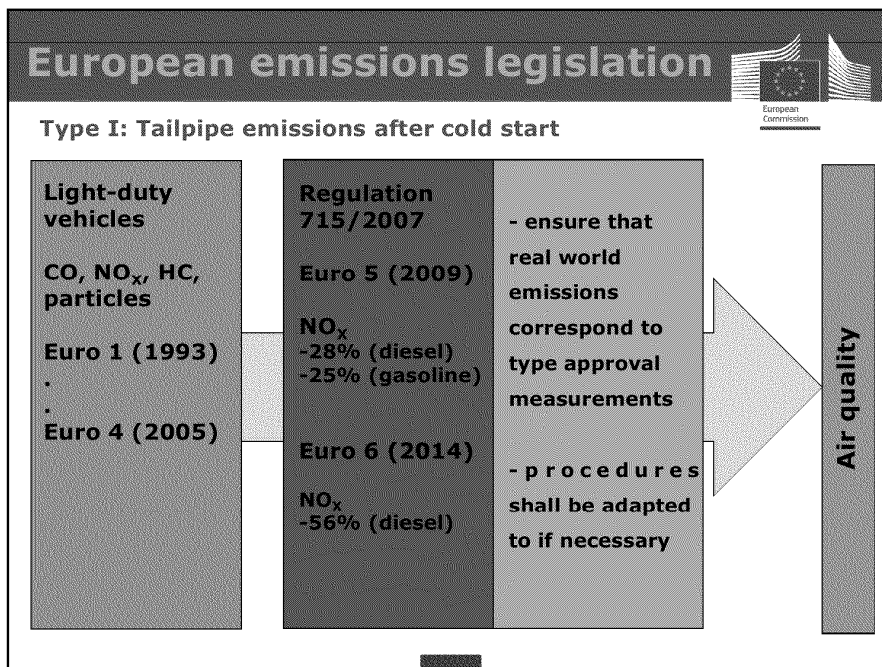 European emissions legislation
European
Commission
Type I: Tailpipe emissions after cold start
Light-duty
vehicles
CO, NOx, HC,
particles
Euro 1 (1993)
.
.
Euro 4 (2005)
Regulation
715/2007
Euro 5 (2009)
NOx
-28% (diesel)
-25% (gasoline)
Euro 6 (2014)
NOx
-56% (diesel)
- ensure that
real world
emissions
correspond to
type approval
measurements
- procedures
shall be adapted
to if necessary
Air quality